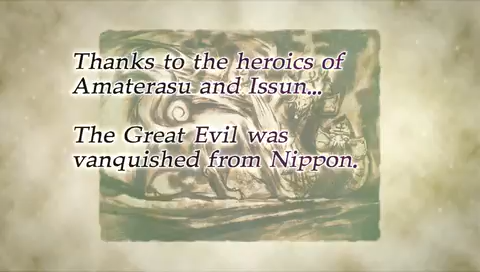 Thanks to the heroics of
Amaterasu and Issun...
The Great Evil was
vanquished from Nippon.